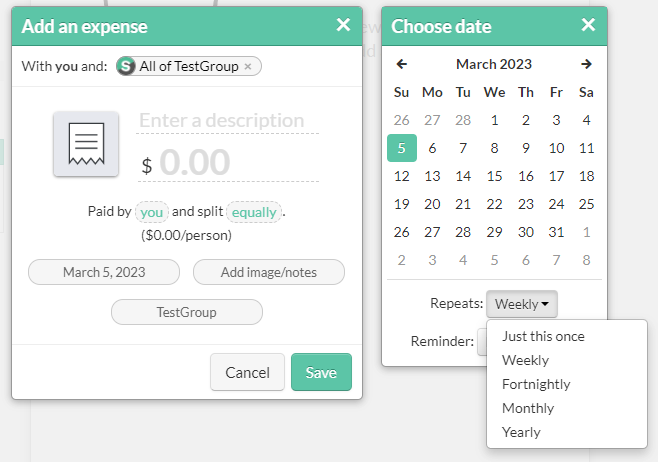 Add an expense ×
With you and: S All of TestGroup ×
Enter a description
$ 0.00
Paid by you and split equally.
($0.00/person)
March 5, 2023 Add image/notes
TestGroup
Cancel Save
Choose date ×
← March 2023 →
Su Mo Tu We Th Fr Sa
26 27 28 1 2 3 4
5 6 7 8 9 10 11
12 13 14 15 16 17 18
19 20 21 22 23 24 25
26 27 28 29 30 31 1
2 3 4 5 6 7 8
Repeats: Weekly
Reminder:
Just this once
Weekly
Fortnightly
Monthly
Yearly